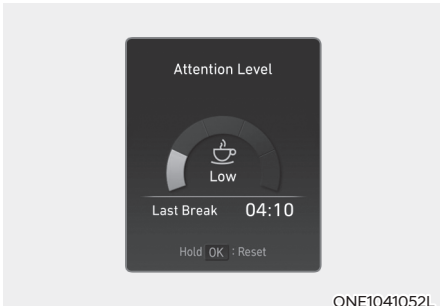 Attention Level
Low
Last Break 04:10
Hold OK : Reset
ONE1041052L